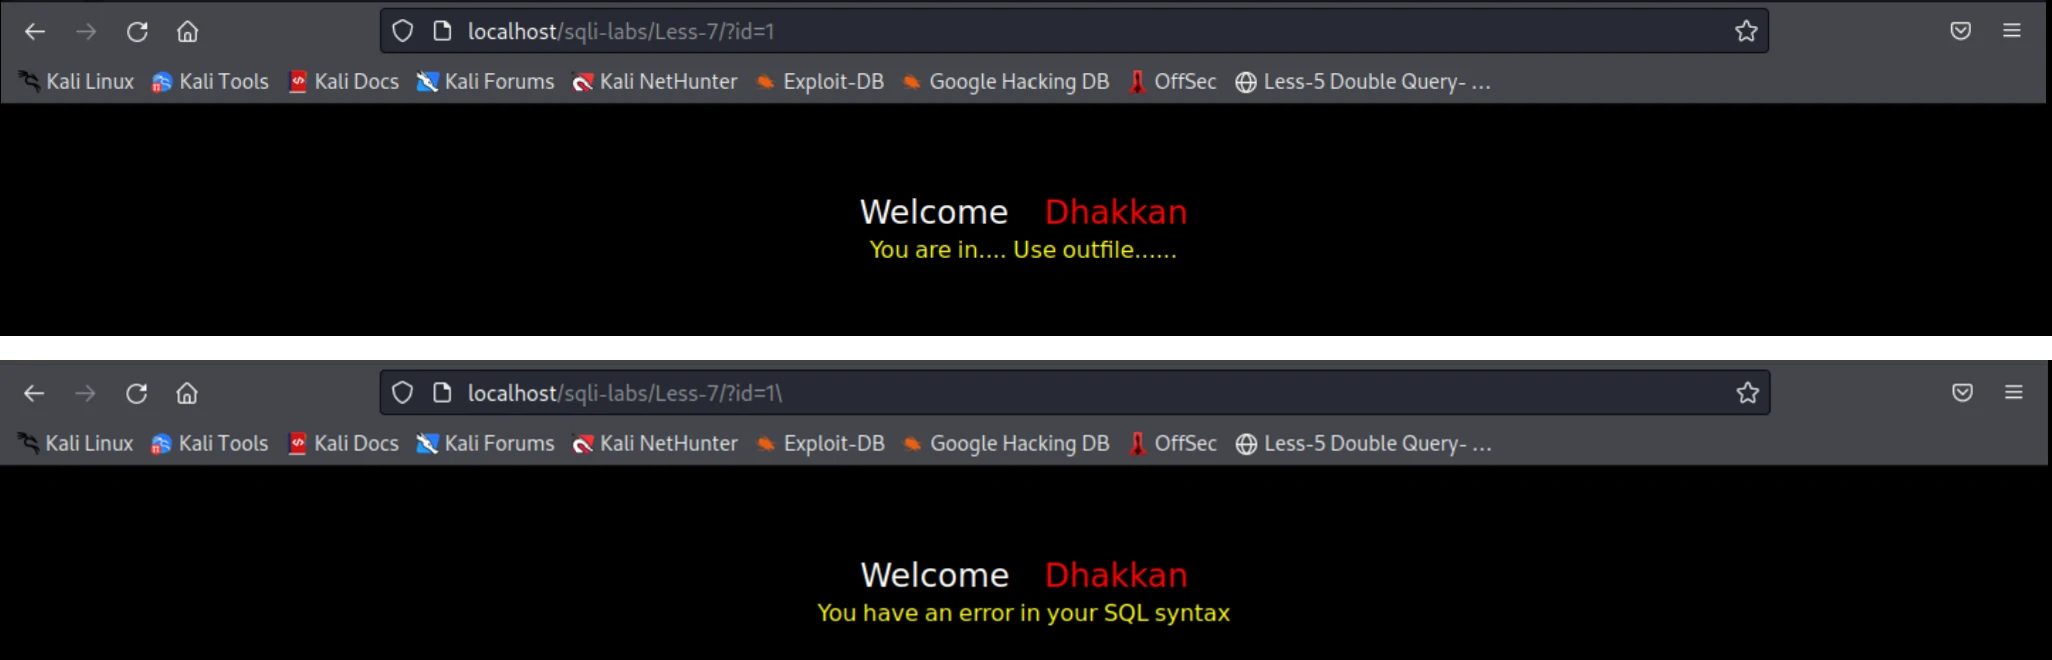 localhost/sqli-labs/Less-7/?id=1
Kali Linux Kali Tools Kali Docs Kali Forums Kali NetHunter Exploit-DB Google Hacking DB OffSec Less-5 Double Query- ...
Welcome Dhakkan
You are in.... Use outfile......
localhost/sqli-labs/Less-7/?id=1\
Kali Linux Kali Tools Kali Docs Kali Forums Kali NetHunter Exploit-DB Google Hacking DB OffSec Less-5 Double Query- ...
Welcome Dhakkan
You have an error in your SQL syntax